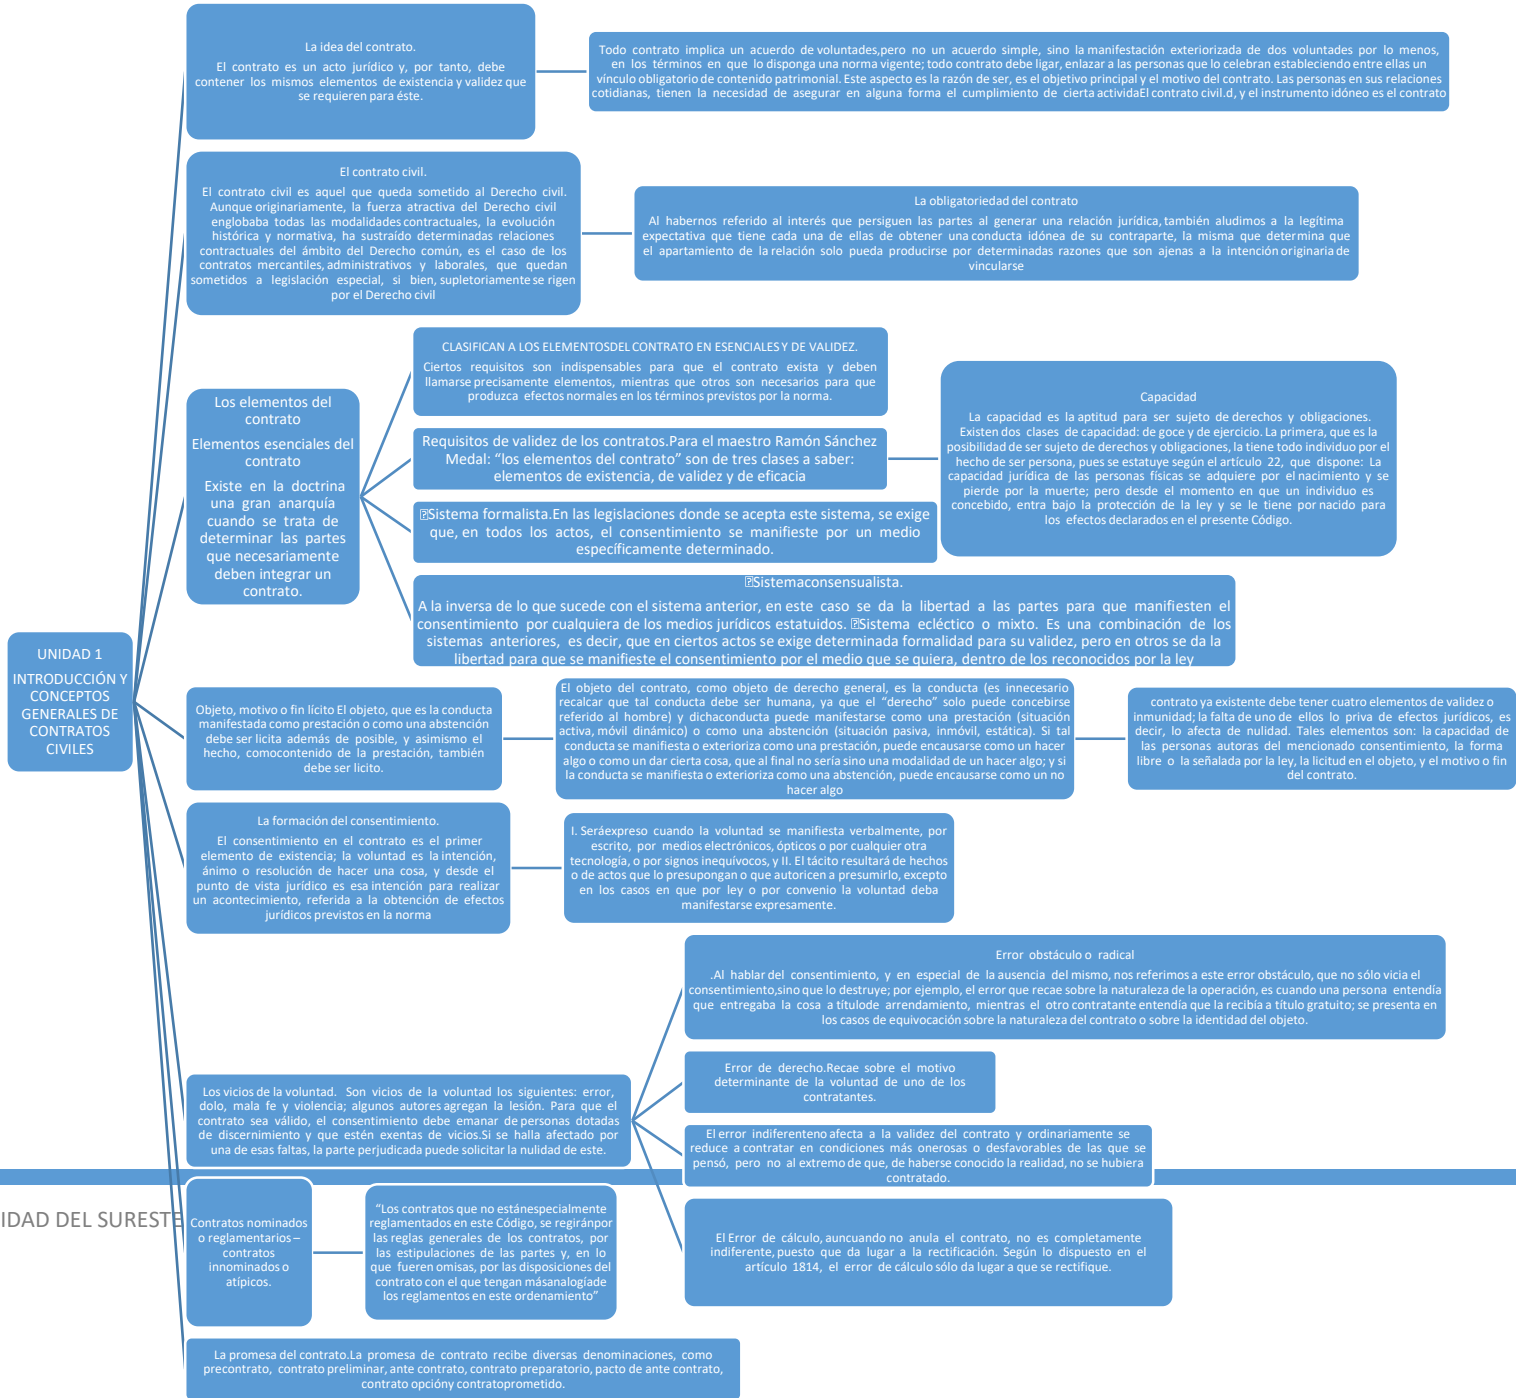 La idea del contrato.
El contrato es un acto jurídico y, por tanto, debe
contener los mismos elementos de existencia y validez que
se requieren para éste.
Todo contrato implica un acuerdo de voluntades,pero no un acuerdo simple, sino la manifestación exteriorizada de dos voluntades por lo menos,
en los términos en que lo disponga una norma vigente; todo contrato debe ligar, enlazar a las personas que lo celebran estableciendo entre ellas un
vínculo obligatorio de contenido patrimonial. Este aspecto es la razón de ser, es el objetivo principal y el motivo del contrato. Las personas en sus relaciones
cotidianas, tienen la necesidad de asegurar en alguna forma el cumplimiento de cierta actividaEl contrato civil.d, y el instrumento idóneo es el contrato
El contrato civil.
El contrato civil es aquel que queda sometido al Derecho civil.
Aunque originariamente, la fuerza atractiva del Derecho civil
englobaba todas las modalidades contractuales, la evolución
histórica y normativa, ha sustraído determinadas relaciones
contractuales del ámbito del Derecho común, es el caso de los
contratos mercantiles, administrativos y laborales, que quedan
sometidos a legislación especial, si bien, supletoriamente se rigen
por el Derecho civil
La obligatoriedad del contrato
Al habernos referido al interés que persiguen las partes al generar una relación jurídica, también aludimos a la legítima
expectativa que tiene cada una de ellas de obtener una conducta idónea de su contraparte, la misma que determina que
el apartamiento de la relación solo pueda producirse por determinadas razones que son ajenas a la intención originaria de
vincularse
Los elementos del
contrato
Elementos esenciales del
contrato
Existe en la doctrina
una gran anarquía
cuando se trata de
determinar las partes
que necesariamente
deben integrar un
contrato.
CLASIFICAN A LOS ELEMENTOSDEL CONTRATO EN ESENCIALES Y DE VALIDEZ.
Ciertos requisitos son indispensables para que el contrato exista y deben
llamarse precisamente elementos, mientras que otros son necesarios para que
produzca efectos normales en los términos previstos por la norma.
Requisitos de validez de los contratos.Para el maestro Ramón Sánchez
Medal: “los elementos del contrato” son de tres clases a saber:
elementos de existencia, de validez y de eficacia
Capacidad
La capacidad es la aptitud para ser sujeto de derechos y obligaciones.
Existen dos clases de capacidad: de goce y de ejercicio. La primera, que es la
posibilidad de ser sujeto de derechos y obligaciones, la tiene todo individuo por el
hecho de ser persona, pues se estatuye según el artículo 22, que dispone: La
capacidad jurídica de las personas físicas se adquiere por el nacimiento y se
pierde por la muerte; pero desde el momento en que un individuo es
concebido, entra bajo la protección de la ley y se le tiene por nacido para
los efectos declarados en el presente Código.
Sistema formalista.En las legislaciones donde se acepta este sistema, se exige
que, en todos los actos, el consentimiento se manifieste por un medio
específicamente determinado.
Sistemaconsensualista.
A la inversa de lo que sucede con el sistema anterior, en este caso se da la libertad a las partes para que manifiesten el
consentimiento por cualquiera de los medios jurídicos estatuidos. Sistema ecléctico o mixto. Es una combinación de los
sistemas anteriores, es decir, que en ciertos actos se exige determinada formalidad para su validez, pero en otros se da la
libertad para que se manifieste el consentimiento por el medio que se quiera, dentro de los reconocidos por la ley
UNIDAD 1
INTRODUCCIÓN Y
CONCEPTOS
GENERALES DE
CONTRATOS
CIVILES
Objeto, motivo o fin lícito El objeto, que es la conducta
manifestada como prestación o como una abstención
debe ser licita además de posible, y asimismo el
hecho, comocontenido de la prestación, también
debe ser licito.
El objeto del contrato, como objeto de derecho general, es la conducta (es innecesario
recalcar que tal conducta debe ser humana, ya que el “derecho” solo puede concebirse
referido al hombre) y dichaconducta puede manifestarse como una prestación (situación
activa, móvil dinámico) o como una abstención (situación pasiva, inmóvil, estática). Si tal
conducta se manifiesta o exterioriza como una prestación, puede encausarse como un hacer
algo o como un dar cierta cosa, que al final no sería sino una modalidad de un hacer algo; y si
la conducta se manifiesta o exterioriza como una abstención, puede encausarse como un no
hacer algo
contrato ya existente debe tener cuatro elementos de validez o
inmunidad; la falta de uno de ellos lo priva de efectos jurídicos, es
decir, lo afecta de nulidad. Tales elementos son: la capacidad de
las personas autoras del mencionado consentimiento, la forma
libre o la señalada por la ley, la licitud en el objeto, y el motivo o fin
del contrato.
La formación del consentimiento.
El consentimiento en el contrato es el primer
elemento de existencia; la voluntad es la intención,
ánimo o resolución de hacer una cosa, y desde el
punto de vista jurídico es esa intención para realizar
un acontecimiento, referida a la obtención de efectos
jurídicos previstos en la norma
I. Seráexpreso cuando la voluntad se manifiesta verbalmente, por
escrito, por medios electrónicos, ópticos o por cualquier otra
tecnología, o por signos inequívocos, y II. El tácito resultará de hechos
o de actos que lo presupongan o que autoricen a presumirlo, excepto
en los casos en que por ley o por convenio la voluntad deba
manifestarse expresamente.
Los vicios de la voluntad. Son vicios de la voluntad los siguientes: error,
dolo, mala fe y violencia; algunos autores agregan la lesión. Para que el
contrato sea válido, el consentimiento debe emanar de personas dotadas
de discernimiento y que estén exentas de vicios.Si se halla afectado por
una de esas faltas, la parte perjudicada puede solicitar la nulidad de este.
Error obstáculo o radical
.Al hablar del consentimiento, y en especial de la ausencia del mismo, nos referimos a este error obstáculo, que no sólo vicia el
consentimiento,sino que lo destruye; por ejemplo, el error que recae sobre la naturaleza de la operación, es cuando una persona entendía
que entregaba la cosa a títulode arrendamiento, mientras el otro contratante entendía que la recibía a título gratuito; se presenta en
los casos de equivocación sobre la naturaleza del contrato o sobre la identidad del objeto.
Error de derecho.Recae sobre el motivo
determinante de la voluntad de uno de los
contratantes.
El error indiferenteno afecta a la validez del contrato y ordinariamente se
reduce a contratar en condiciones más onerosas o desfavorables de las que se
pensó, pero no al extremo de que, de haberse conocido la realidad, no se hubiera
contratado.
El Error de cálculo, auncuando no anula el contrato, no es completamente
indiferente, puesto que da lugar a la rectificación. Según lo dispuesto en el
artículo 1814, el error de cálculo sólo da lugar a que se rectifique.
IDAD DEL SURESTE
Contratos nominados
o reglamentarios –
contratos
innominados o
atípicos.
“Los contratos que no estánespecialmente
reglamentados en este Código, se regiránpor
las reglas generales de los contratos, por
las estipulaciones de las partes y, en lo
que fueren omisas, por las disposiciones del
contrato con el que tengan másanalogíade
los reglamentos en este ordenamiento”
La promesa del contrato.La promesa de contrato recibe diversas denominaciones, como
precontrato, contrato preliminar, ante contrato, contrato preparatorio, pacto de ante contrato,
contrato opcióny contratoprometido.